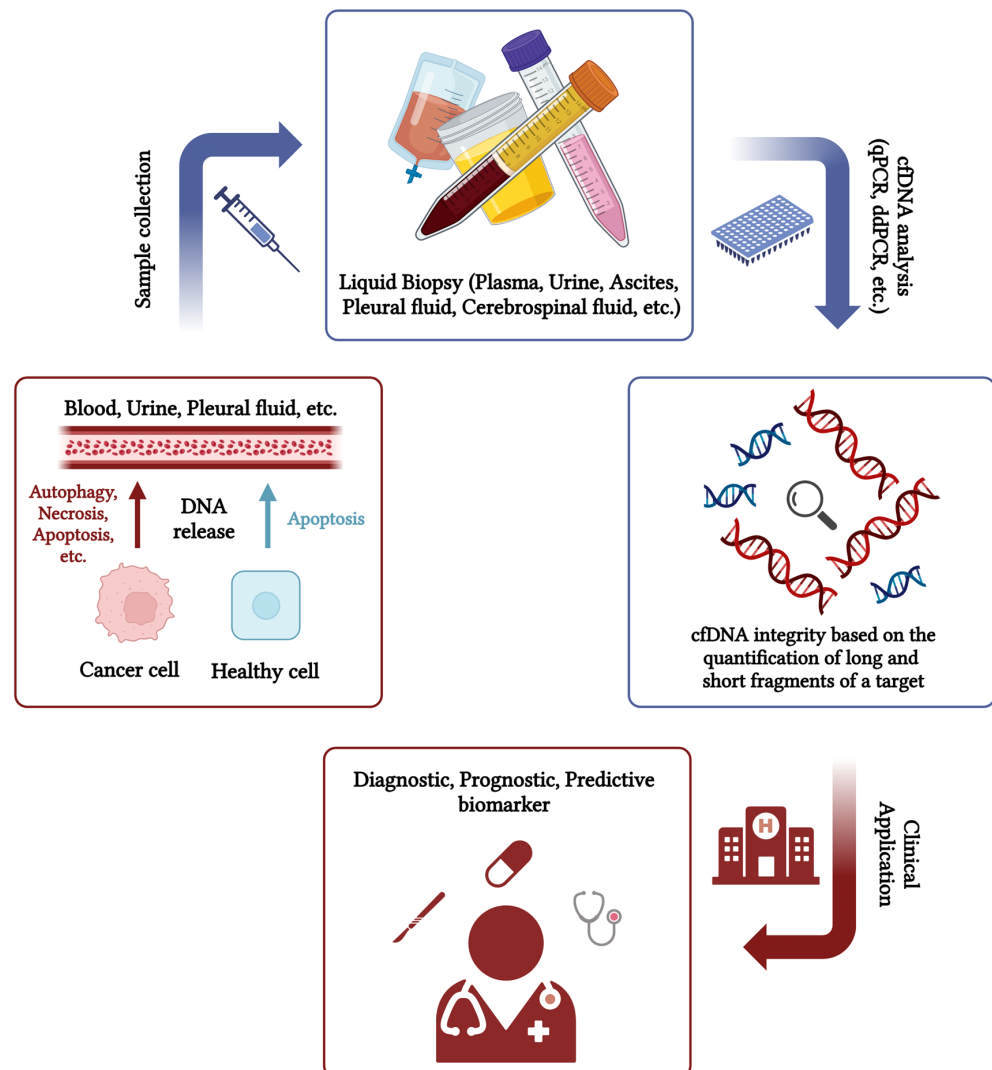 Sample collection
Liquid Biopsy (Plasma, Urine, Ascites,
Pleural fluid, Cerebrospinal fluid, etc.)
cfDNA analysis
(qPCR, ddPCR, etc.)
Blood, Urine, Pleural fluid, etc.
Autophagy,
Necrosis,
Apoptosis,
etc.
DNA
release
Apoptosis
Cancer cell
Healthy cell
cfDNA integrity based on the
quantification of long and
short fragments of a target
Clinical
Application
H
Diagnostic, Prognostic, Predictive
biomarker